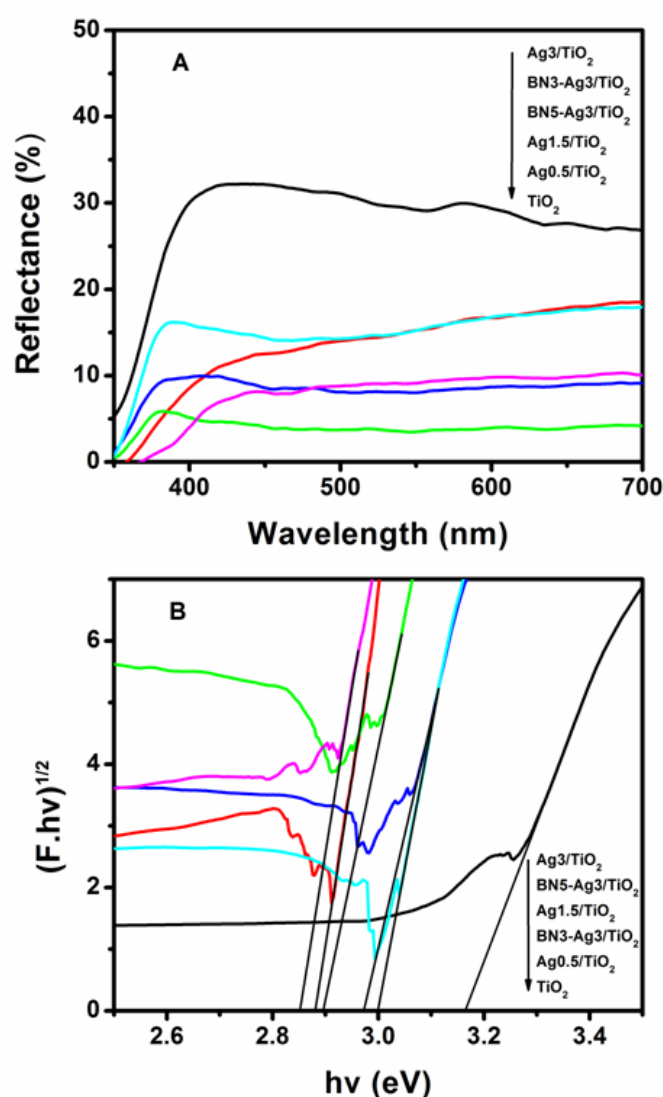 50
40
30
20
10
0
Reflectance (%)
A
Ag3/TiO₂
BN3-Ag3/TiO₂
BN5-Ag3/TiO₂
Ag1.5/TiO₂
Ag0.5/TiO₂
TiO₂
400 500 600 700
Wavelength (nm)
6
4
2
0
(F.hν)¹/²
B
Ag3/TiO₂
BN5-Ag3/TiO₂
Ag1.5/TiO₂
BN3-Ag3/TiO₂
Ag0.5/TiO₂
TiO₂
2.6 2.8 3.0 3.2 3.4
hν (eV)